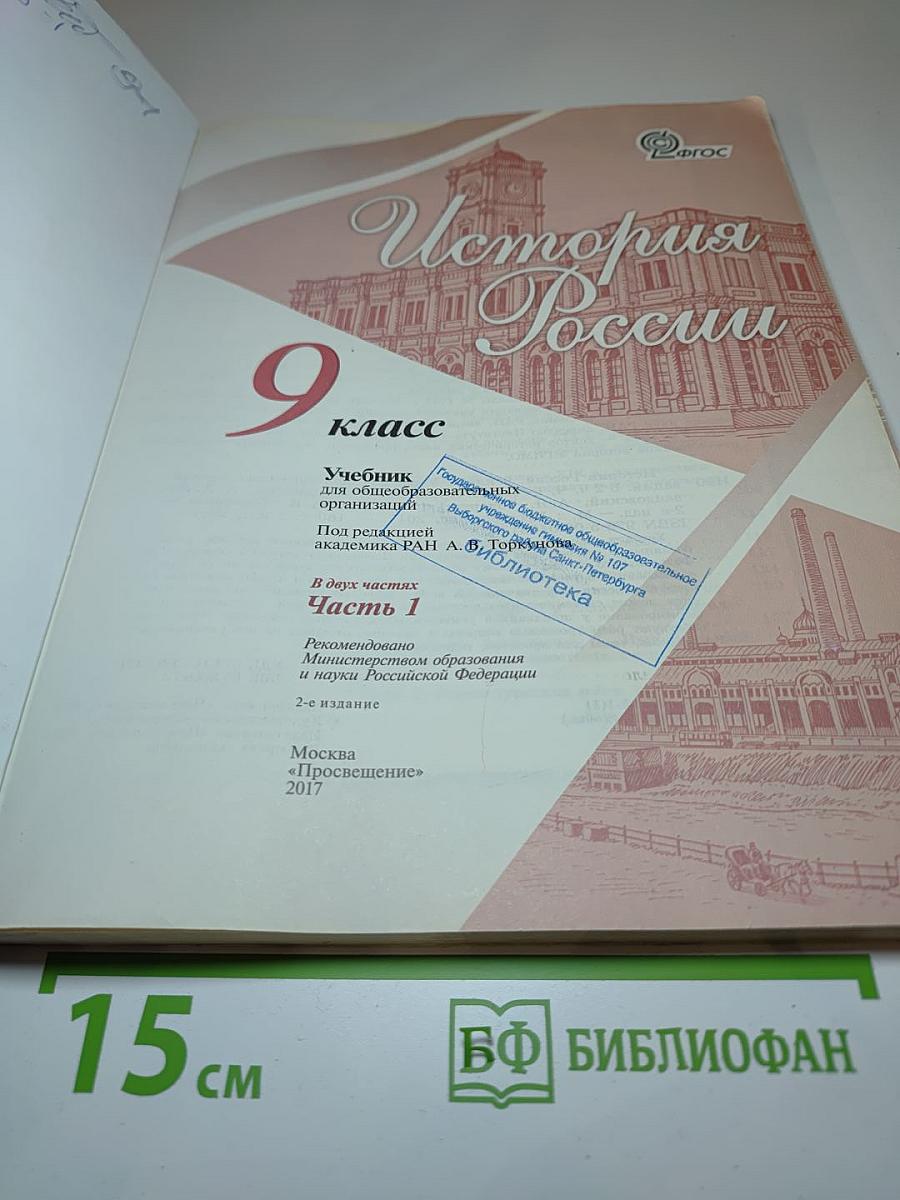 ФГОС
История
России
9 класс
Учебник
для общеобразовательных
организаций
Под редакцией
академика РАН А. В. Торкунова
Государственное бюджетное общеобразовательное
учреждение гимназия № 107
Выборгского района Санкт-Петербурга
Библиотека
В двух частях
Часть 1
Рекомендовано
Министерством образования
и науки Российской Федерации
2-е издание
Москва
«Просвещение»
2017
15 см
БФ БИБЛИОФАН